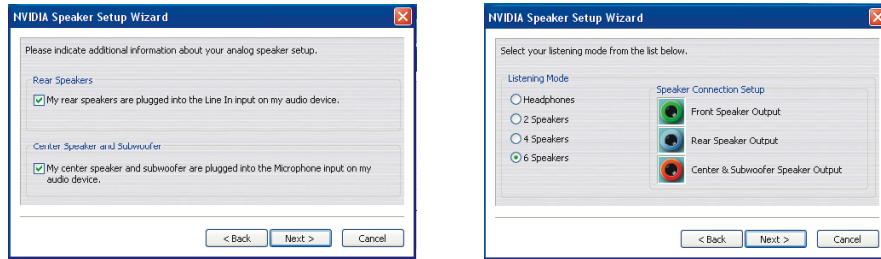 NVIDIA Speaker Setup Wizard
Please indicate additional information about your analog speaker setup.
Rear Speakers
My rear speakers are plugged into the Line In input on my audio device.
Center Speaker and Subwoofer
My center speaker and subwoofer are plugged into the Microphone input on my
audio device.
< Back Next > Cancel
NVIDIA Speaker Setup Wizard
Select your listening mode from the list below.
Listening Mode
Headphones
2 Speakers
4 Speakers
6 Speakers
Speaker Connection Setup
Front Speaker Output
Rear Speaker Output
Center & Subwoofer Speaker Output
< Back Next > Cancel